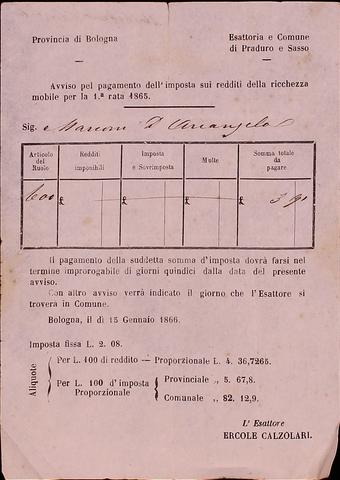 Provincia di Bologna
Esattoria e Comune
di Praduro e Sasso
Avviso pel pagamento dell'imposta sui redditi della ricchezza
mobile per la 1.ª rata 1865.
Sig. Marconi D. Arcangelo
Articolo del Ruolo
Redditi imponibili
Imposta e Sovrimposta
Multe
Somma totale da pagare
600 £ £ £ 3 91
Il pagamento della suddetta somma d'imposta dovrà farsi nel
termine improrogabile di giorni quindici dalla data del presente
avviso.
Con altro avviso verrà indicato il giorno che l'Esattore si
troverà in Comune.
Bologna, il dì 15 Gennaio 1866.
Imposta fissa L. 2. 08.
Aliquote
Per L. 100 di reddito — Proporzionale L. 4. 36,7265.
Per L. 100 d'imposta Proporzionale
Provinciale ,, 5. 67,8.
Comunale ,, 82. 12,9.
L' Esattore
ERCOLE CALZOLARI.